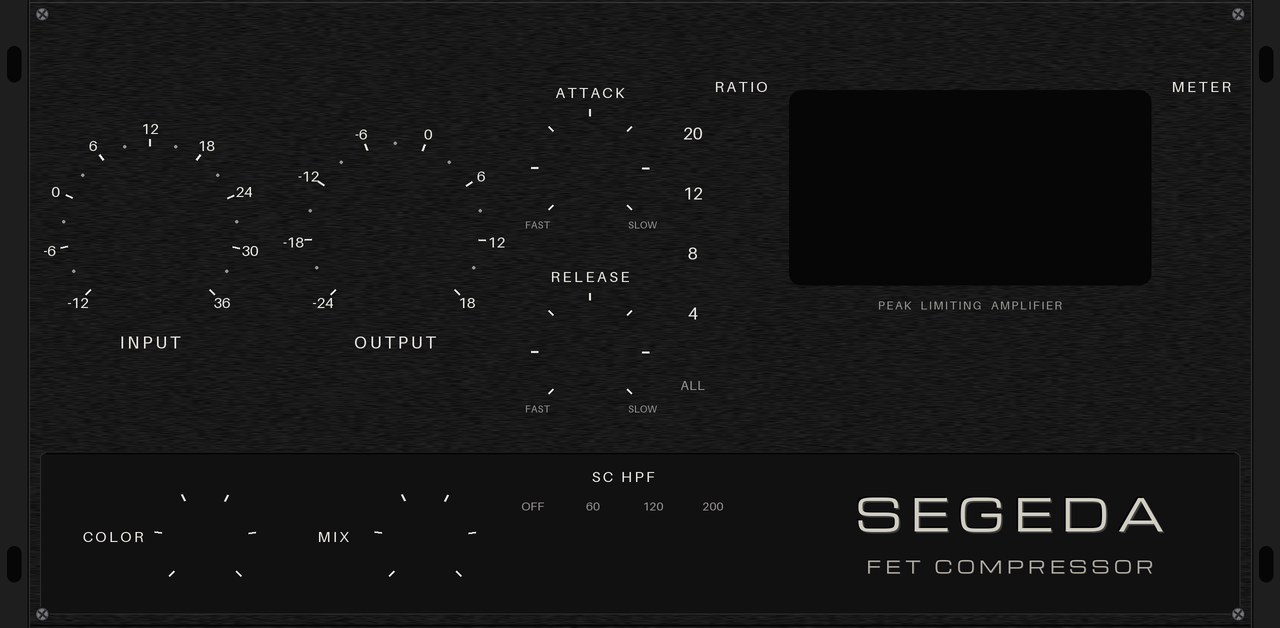 ATTACK
RATIO
METER
12
6
18
0
24
-6
30
-12
36
INPUT
-6
0
-12
6
-18
12
-24
18
OUTPUT
FAST
SLOW
RELEASE
FAST
SLOW
20
12
8
4
ALL
PEAK LIMITING AMPLIFIER
COLOR
MIX
SC HPF
OFF
60
120
200
SEGEDA
FET COMPRESSOR